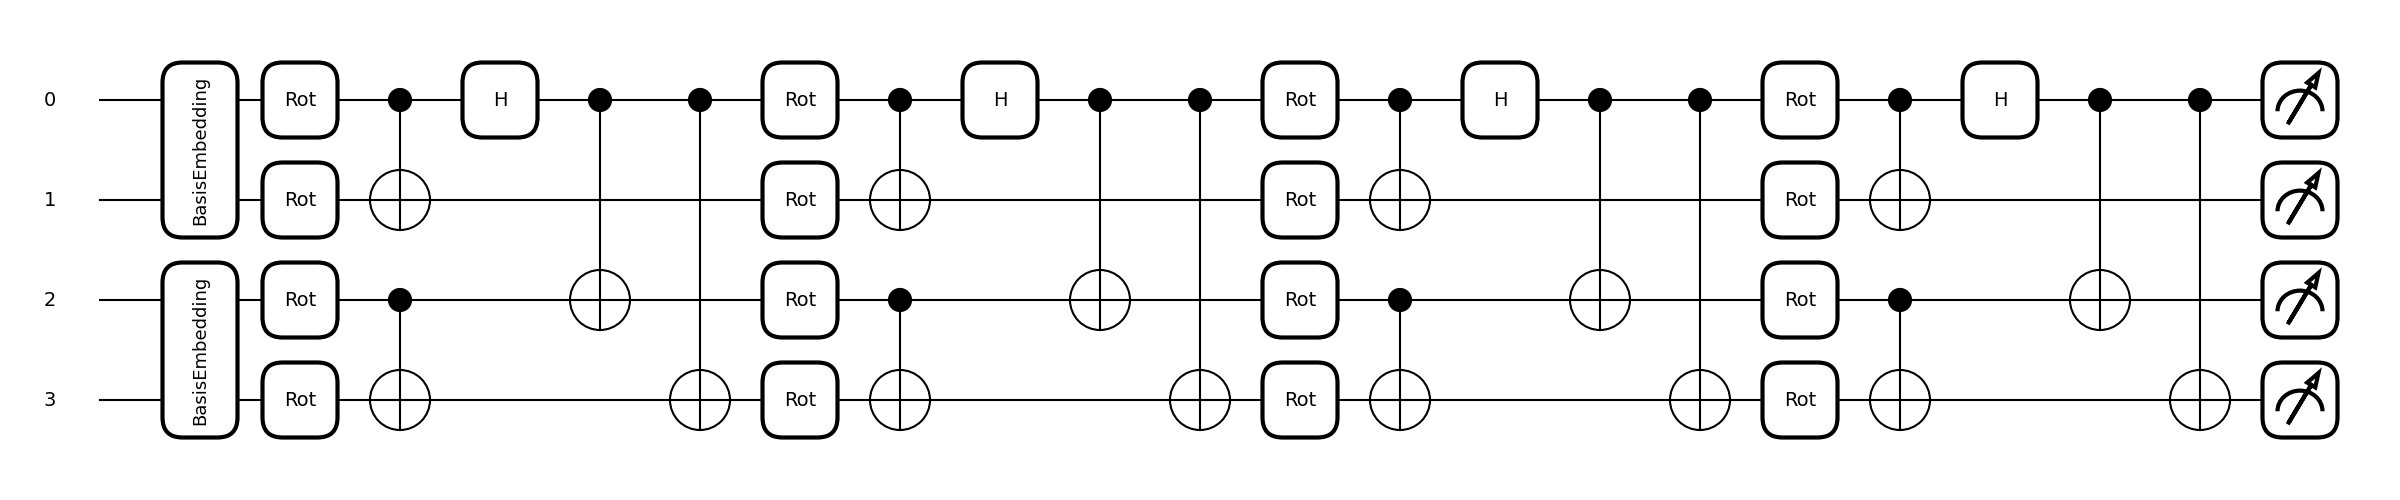 0 BasisEmbedding Rot H Rot H Rot H Rot H
1 Rot Rot Rot Rot
2 BasisEmbedding Rot Rot Rot Rot
3 Rot Rot Rot Rot